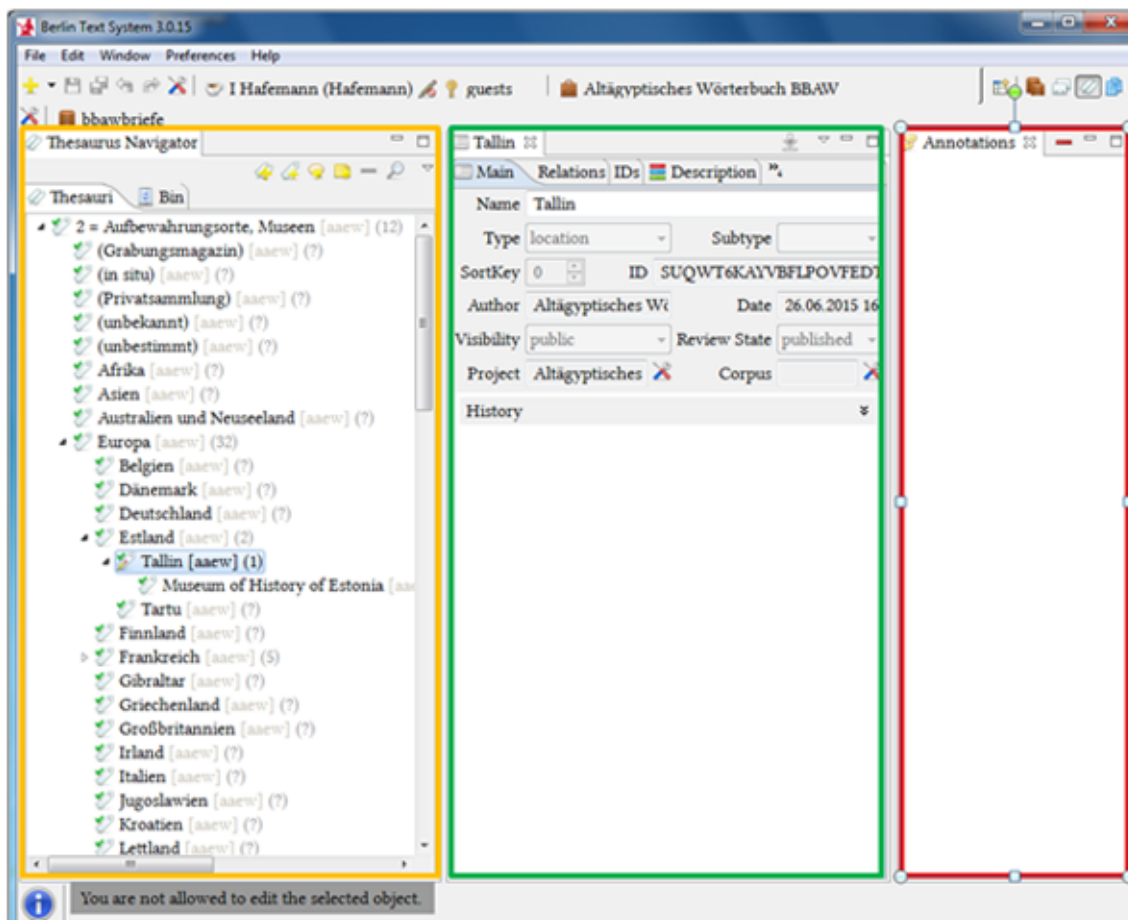 Berlin Text System 3.0.15
File Edit Window Preferences Help
I Hafemann (Hafemann) guests Altägyptisches Wörterbuch BBAW
bbawbriefe
Thesaurus Navigator
Thesauri Bin
2 = Aufbewahrungsorte, Museen [aaew] (12)
(Grabungsmagazin) [aaew] (?)
(in situ) [aaew] (?)
(Privatsammlung) [aaew] (?)
(unbekannt) [aaew] (?)
(unbestimmt) [aaew] (?)
Afrika [aaew] (?)
Asien [aaew] (?)
Australien und Neuseeland [aaew] (?)
Europa [aaew] (32)
Belgien [aaew] (?)
Dänemark [aaew] (?)
Deutschland [aaew] (?)
Estland [aaew] (2)
Tallin [aaew] (1)
Museum of History of Estonia [aae
Tartu [aaew] (?)
Finnland [aaew] (?)
Frankreich [aaew] (5)
Gibraltar [aaew] (?)
Griechenland [aaew] (?)
Großbritannien [aaew] (?)
Irland [aaew] (?)
Italien [aaew] (?)
Jugoslawien [aaew] (?)
Kroatien [aaew] (?)
Lettland [aaew] (?)
Tallin
Main Relations IDs Description »4
Name Tallin
Type location Subtype
SortKey 0 ID SUQWT6KAYVBFLPOVFEDT
Author Altägyptisches Wö Date 26.06.2015 16
Visibility public Review State published
Project Altägyptisches Corpus
History
Annotations
You are not allowed to edit the selected object.